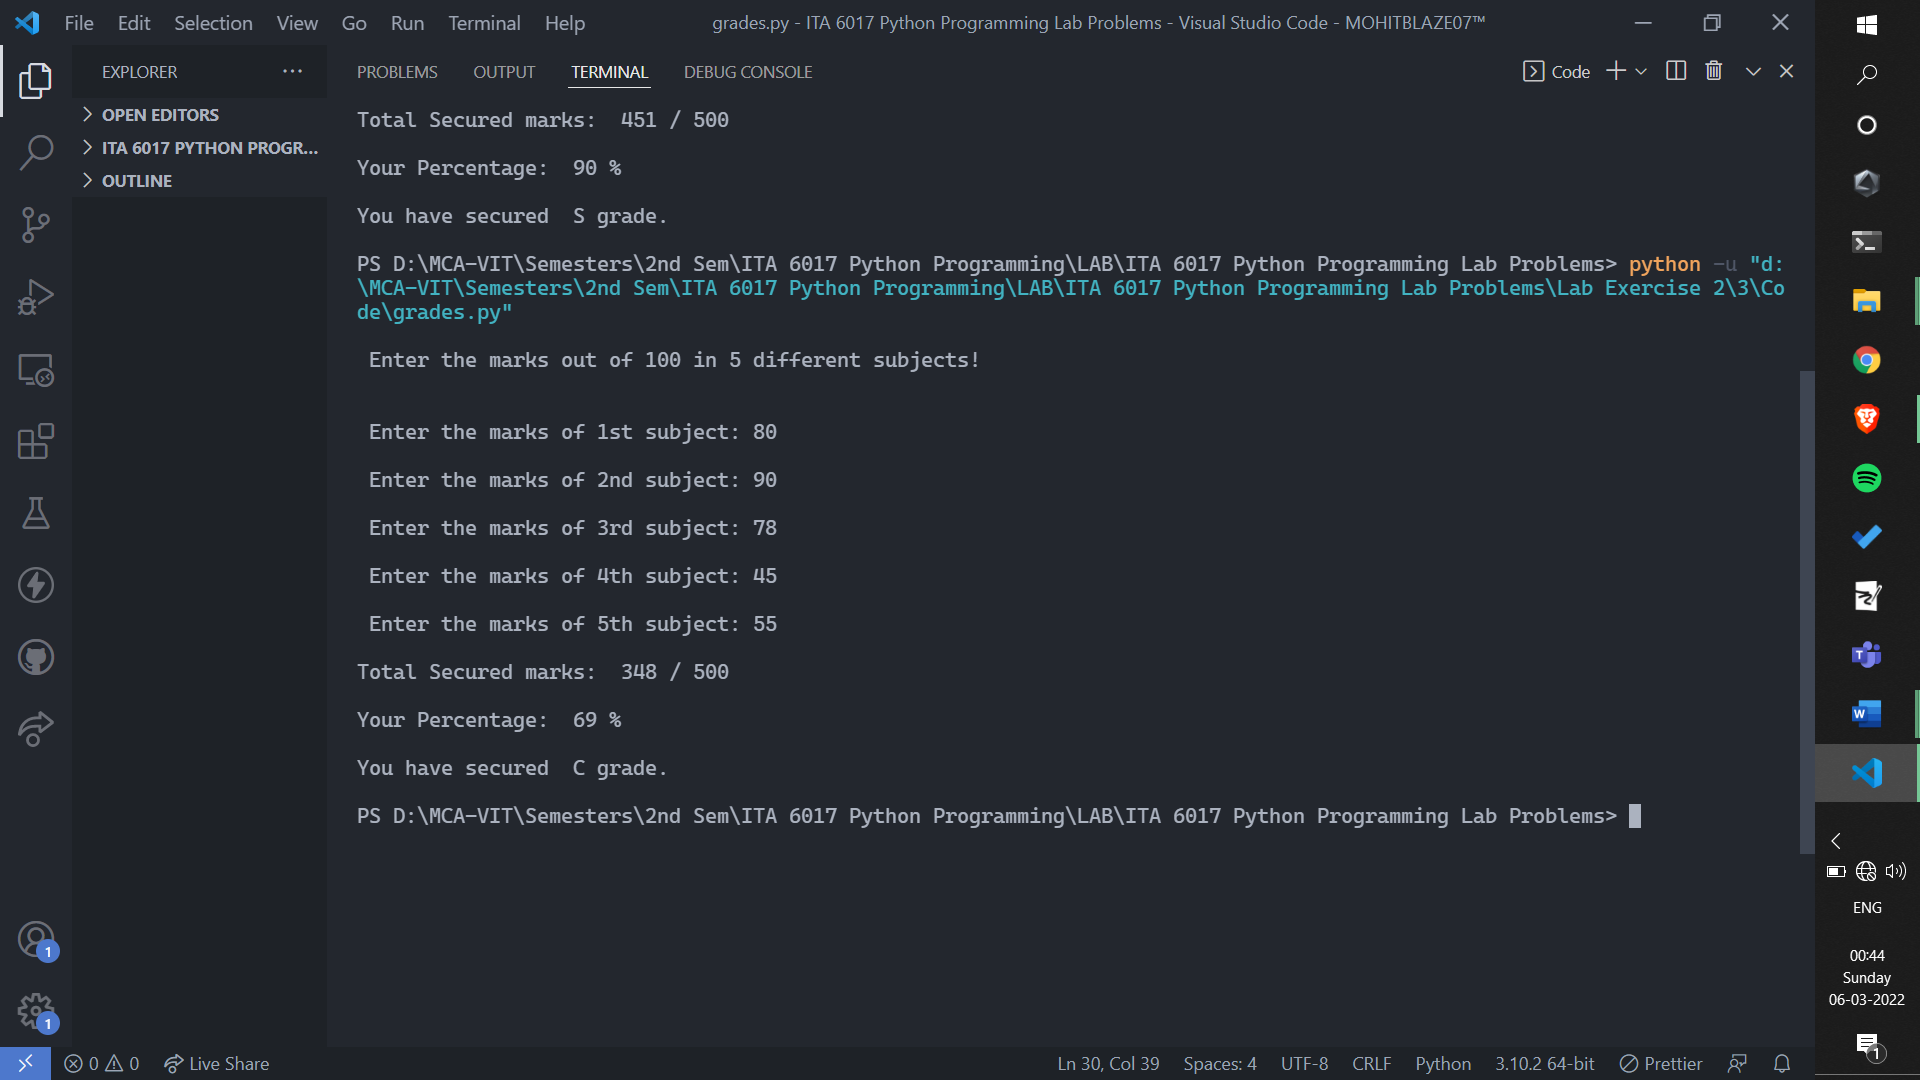 File Edit Selection View Go Run Terminal Help
grades.py - ITA 6017 Python Programming Lab Problems - Visual Studio Code - MOHITBLAZE07™
EXPLORER
OPEN EDITORS
ITA 6017 PYTHON PROGR...
OUTLINE
PROBLEMS OUTPUT TERMINAL DEBUG CONSOLE
Code
Total Secured marks:  451 / 500
Your Percentage:  90 %
You have secured  S grade.
PS D:\MCA-VIT\Semesters\2nd Sem\ITA 6017 Python Programming\LAB\ITA 6017 Python Programming Lab Problems> python -u "d:
\MCA-VIT\Semesters\2nd Sem\ITA 6017 Python Programming\LAB\ITA 6017 Python Programming Lab Problems\Lab Exercise 2\3\Co
de\grades.py"
Enter the marks out of 100 in 5 different subjects!
Enter the marks of 1st subject: 80
Enter the marks of 2nd subject: 90
Enter the marks of 3rd subject: 78
Enter the marks of 4th subject: 45
Enter the marks of 5th subject: 55
Total Secured marks:  348 / 500
Your Percentage:  69 %
You have secured  C grade.
PS D:\MCA-VIT\Semesters\2nd Sem\ITA 6017 Python Programming\LAB\ITA 6017 Python Programming Lab Problems>
1
1
0 0 Live Share
Ln 30, Col 39 Spaces: 4 UTF-8 CRLF Python 3.10.2 64-bit Prettier
ENG
00:44
Sunday
06-03-2022
1